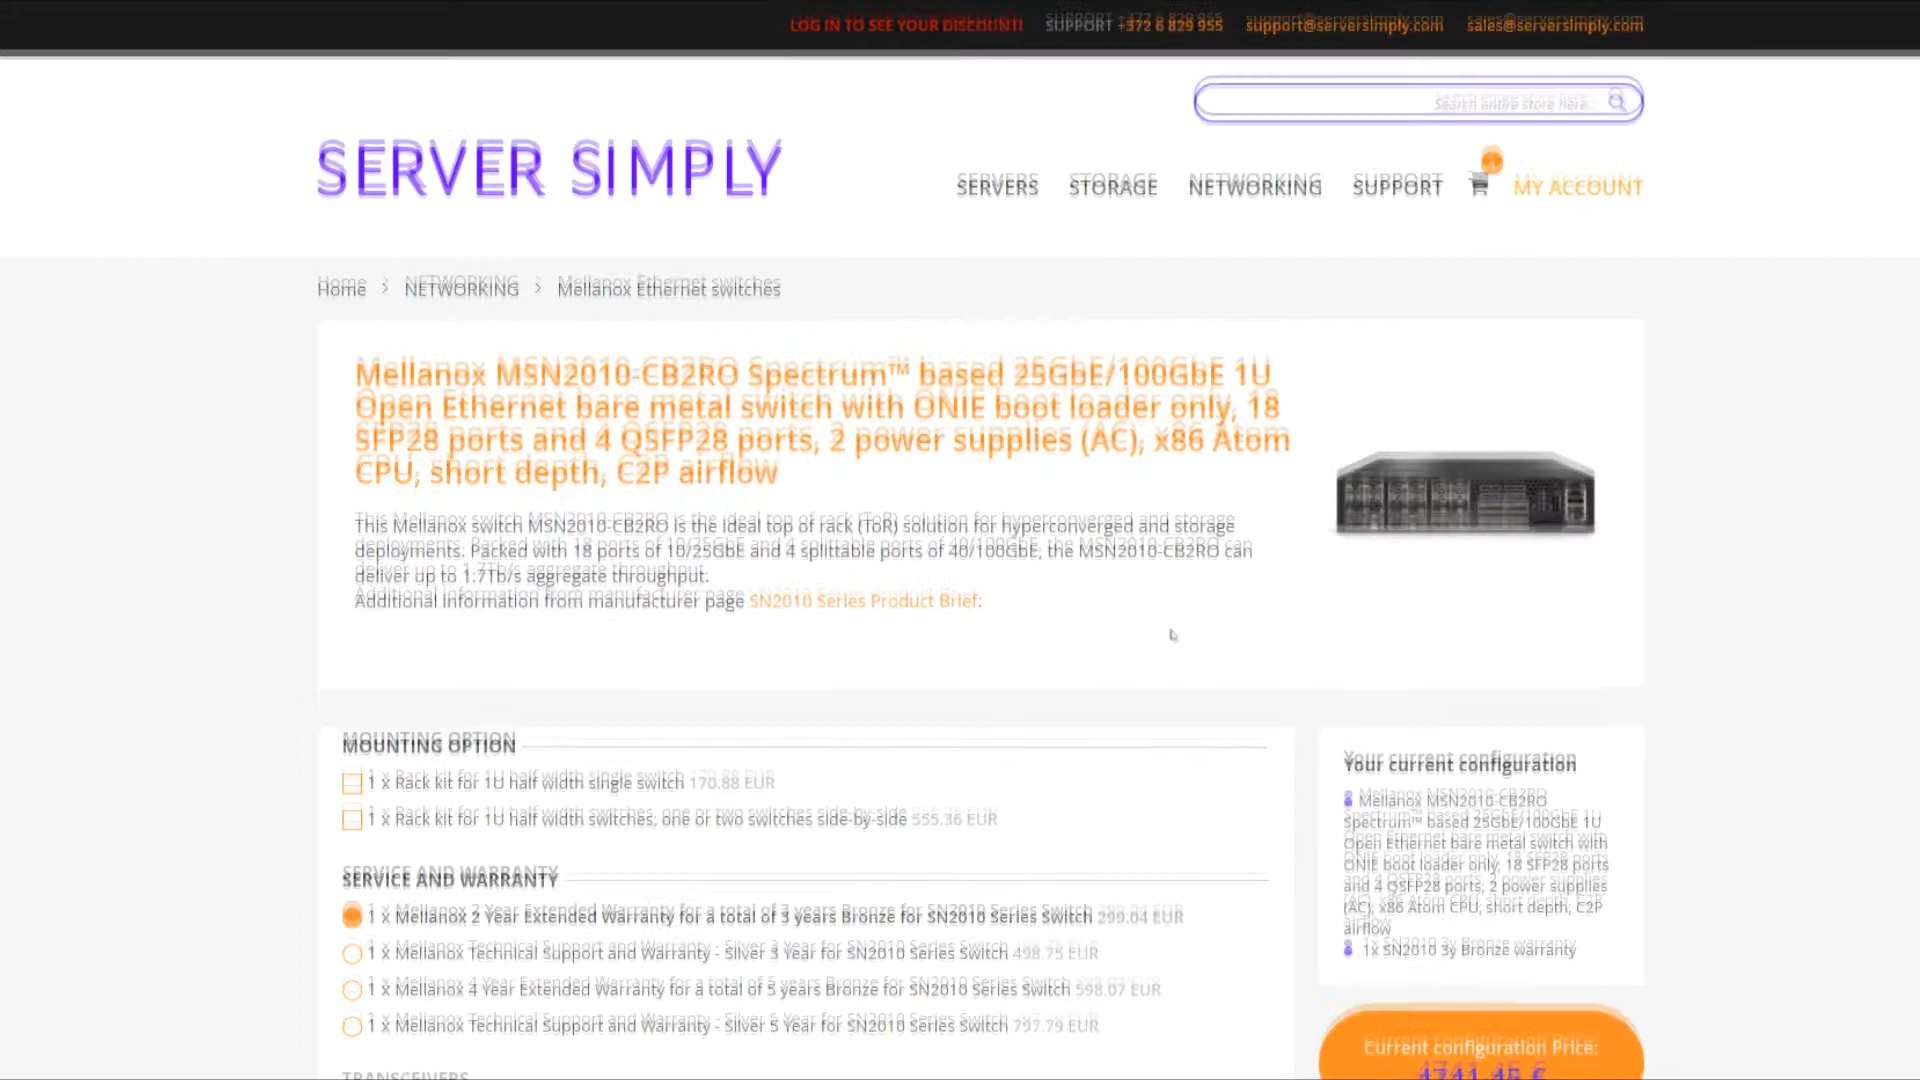 LOG IN TO SEE YOUR DISCOUNT! SUPPORT +372 6 829 955 support@serversimply.com sales@serversimply.com
Search entire store here...
SERVER SIMPLY
SERVERS STORAGE NETWORKING SUPPORT MY ACCOUNT
Home > NETWORKING > Mellanox Ethernet switches
Mellanox MSN2010-CB2RO Spectrum™ based 25GbE/100GbE 1U
Open Ethernet bare metal switch with ONIE boot loader only, 18
SFP28 ports and 4 QSFP28 ports, 2 power supplies (AC), x86 Atom
CPU, short depth, C2P airflow
This Mellanox switch MSN2010-CB2RO is the ideal top of rack (ToR) solution for hyperconverged and storage
deployments. Packed with 18 ports of 10/25GbE and 4 splittable ports of 40/100GbE, the MSN2010-CB2RO can
deliver up to 1.7Tb/s aggregate throughput.
Additional information from manufacturer page SN2010 Series Product Brief.
MOUNTING OPTION
1 x Rack kit for 1U half width single switch 170.88 EUR
1 x Rack kit for 1U half width switches, one or two switches side-by-side 555.36 EUR
SERVICE AND WARRANTY
1 x Mellanox 2 Year Extended Warranty for a total of 3 years Bronze for SN2010 Series Switch 299.04 EUR
1 x Mellanox Technical Support and Warranty - Silver 3 Year for SN2010 Series Switch 498.75 EUR
1 x Mellanox 4 Year Extended Warranty for a total of 5 years Bronze for SN2010 Series Switch 598.07 EUR
1 x Mellanox Technical Support and Warranty - Silver 5 Year for SN2010 Series Switch 797.79 EUR
TRANSCEIVERS
Your current configuration
Mellanox MSN2010-CB2RO
Spectrum™ based 25GbE/100GbE 1U
Open Ethernet bare metal switch with
ONIE boot loader only, 18 SFP28 ports
and 4 QSFP28 ports, 2 power supplies
(AC), x86 Atom CPU, short depth, C2P
airflow
1x SN2010 3y Bronze warranty
Current configuration Price:
4741.45 €